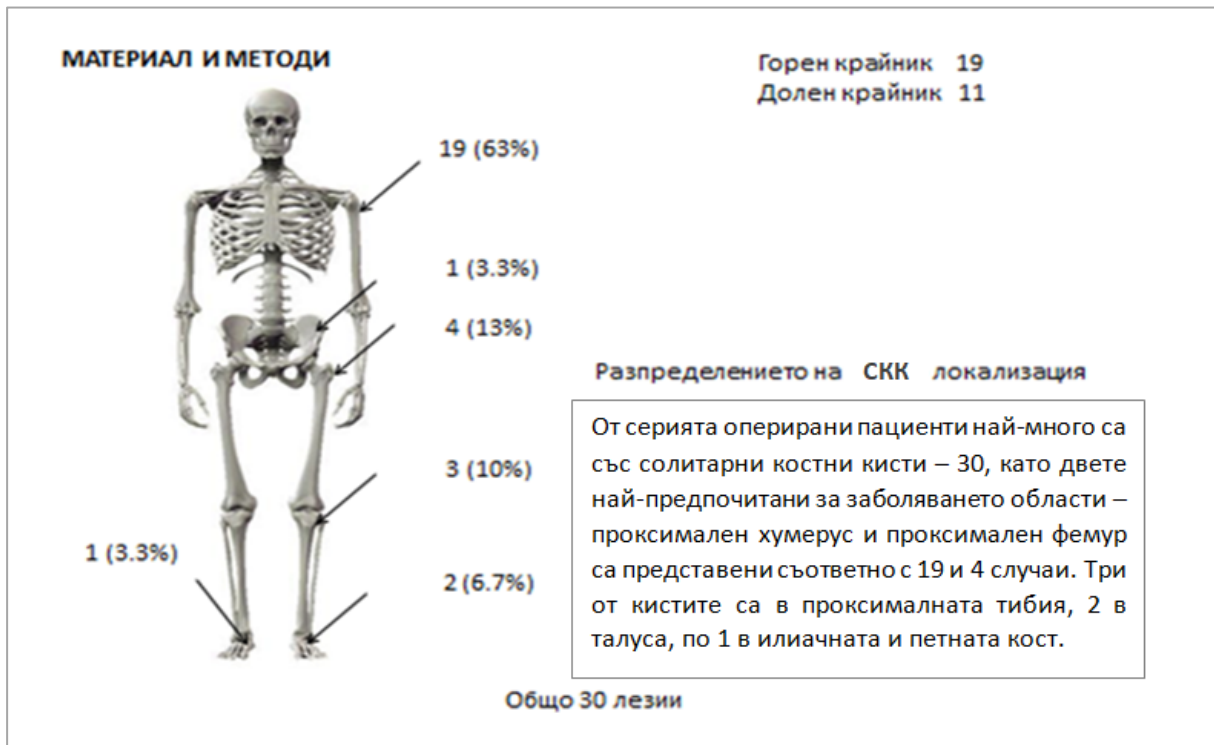 МАТЕРИАЛ И МЕТОДИ
Горен крайник 19
Долен крайник 11
19 (63%)
1 (3.3%)
4 (13%)
Разпределението на СКК локализация
От серията оперирани пациенти най-много са
със солитарни костни кисти – 30, като двете
най-предпочитани за заболяването области –
проксимален хумерус и проксимален фемур
са представени съответно с 19 и 4 случаи. Три
от кистите са в проксималната тибия, 2 в
талуса, по 1 в илиачната и петната кост.
3 (10%)
1 (3.3%)
2 (6.7%)
Общо 30 лезии